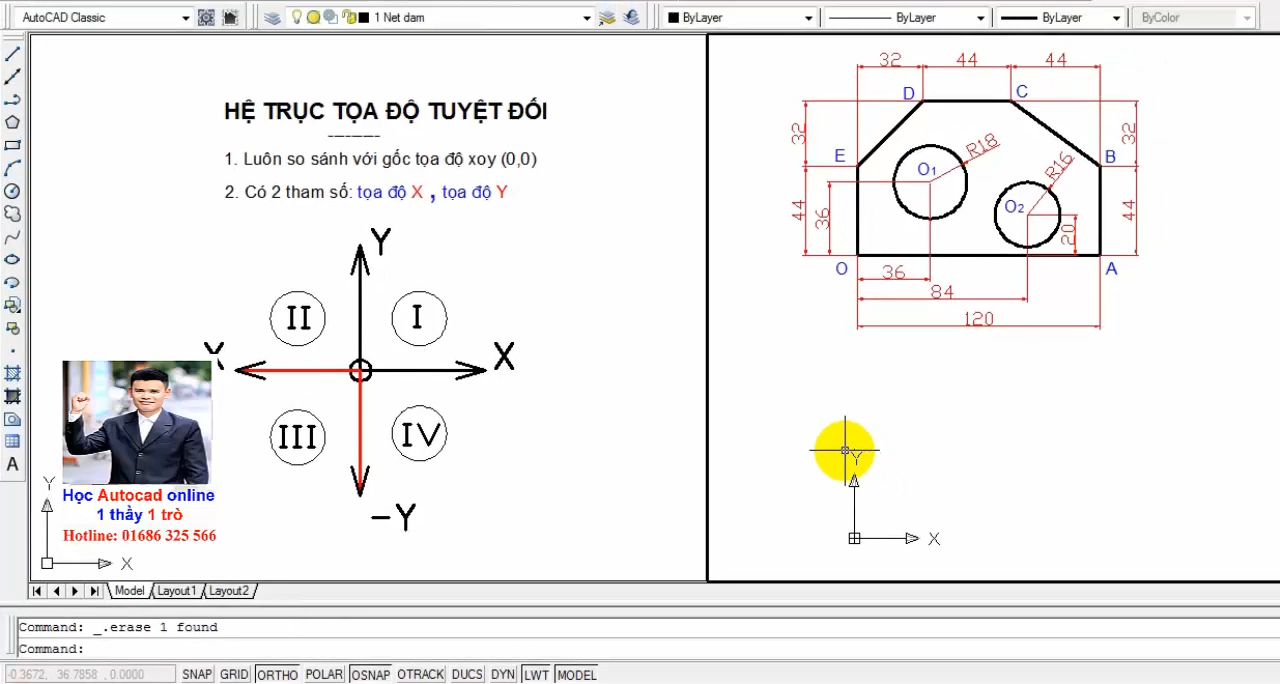 AutoCAD Classic
1 Net dam
ByLayer
ByLayer
ByLayer
ByColor
HỆ TRỤC TỌA ĐỘ TUYỆT ĐỐI
1. Luôn so sánh với gốc tọa độ xoy (0,0)
2. Có 2 tham số: tọa độ X , tọa độ Y
Y
II
I
X
III
IV
-Y
Học Autocad online
1 thầy 1 trò
Hotline: 01686 325 566
Y
X
32
44
44
D
C
32
32
E
B
R18
R16
O1
O2
44
36
20
44
O
A
36
84
120
Y
X
Model
Layout1
Layout2
Command: _.erase 1 found
Command:
-0.3672, 36.7858 , 0.0000
SNAP
GRID
ORTHO
POLAR
OSNAP
OTRACK
DUCS
DYN
LWT
MODEL